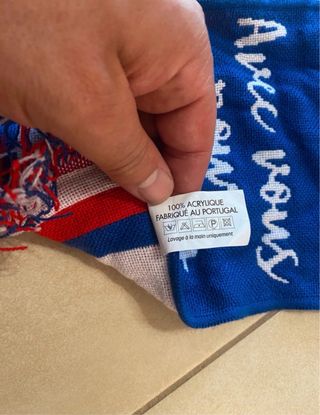 Avec vous
100% ACRYLIQUE
FABRIQUÉ AU PORTUGAL
Lavage à la main uniquement